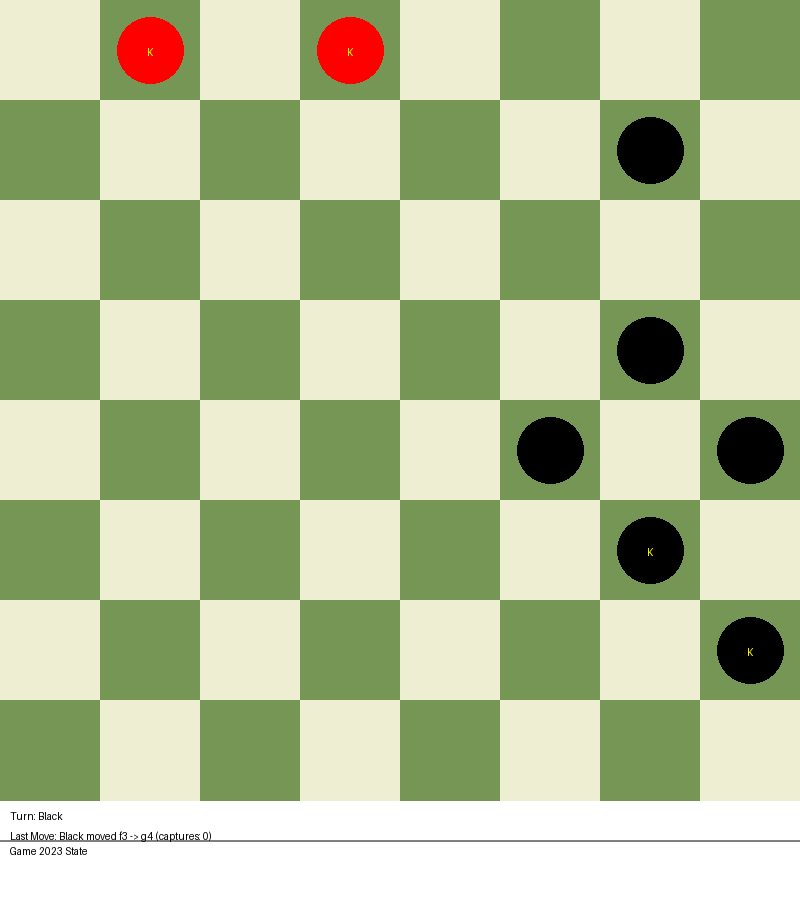 K K
K
K
Turn: Black
Last Move: Black moved f3 -> g4 (captures: 0)
Game 2023 State